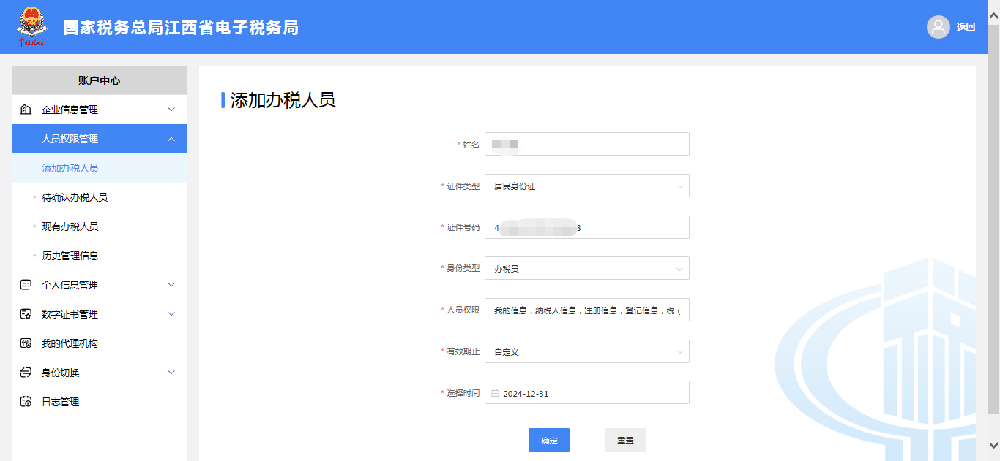 国家税务总局江西省电子税务局
返回
账户中心
企业信息管理
人员权限管理
添加办税人员
待确认办税人员
现有办税人员
历史管理信息
个人信息管理
数字证书管理
我的代理机构
身份切换
日志管理
添加办税人员
*姓名
*证件类型 居民身份证
*证件号码 4 3
*身份类型 办税员
*人员权限 我的信息，纳税人信息，注册信息，登记信息，税（
*有效期止 自定义
*选择时间 2024-12-31
确定 重置